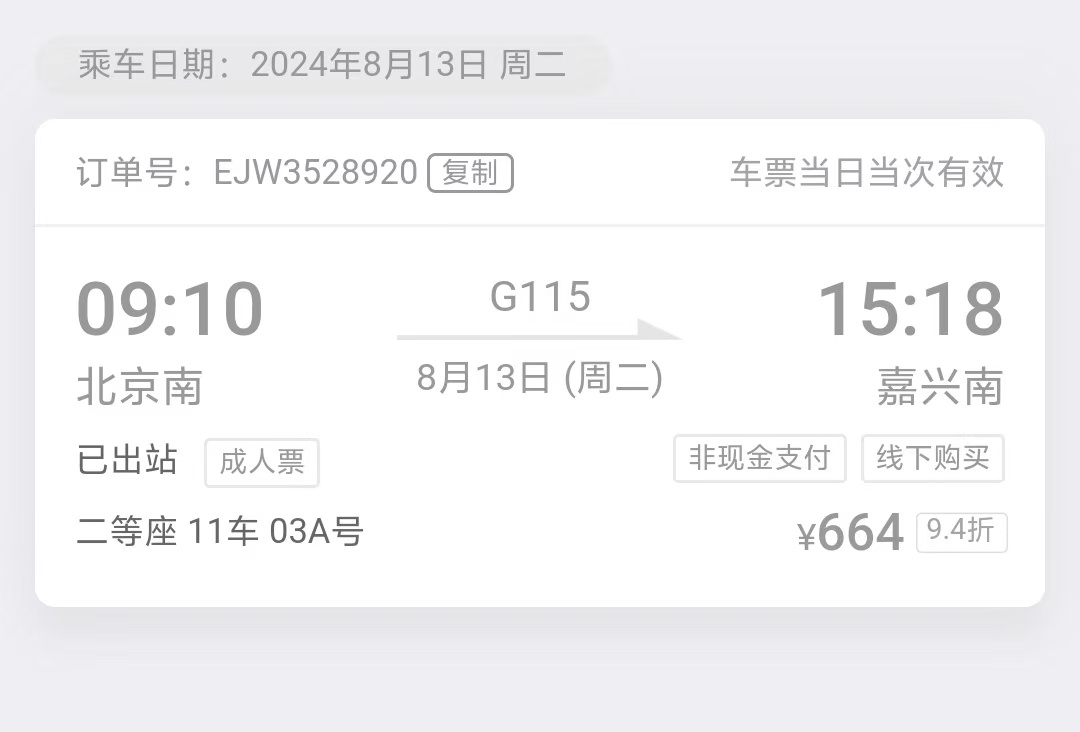 乘车日期：2024年8月13日 周二
订单号：EJW3528920 复制 车票当日当次有效
09:10 G115 15:18
北京南 8月13日 (周二) 嘉兴南
已出站 成人票 非现金支付 线下购买
二等座 11车 03A号 ¥664 9.4折